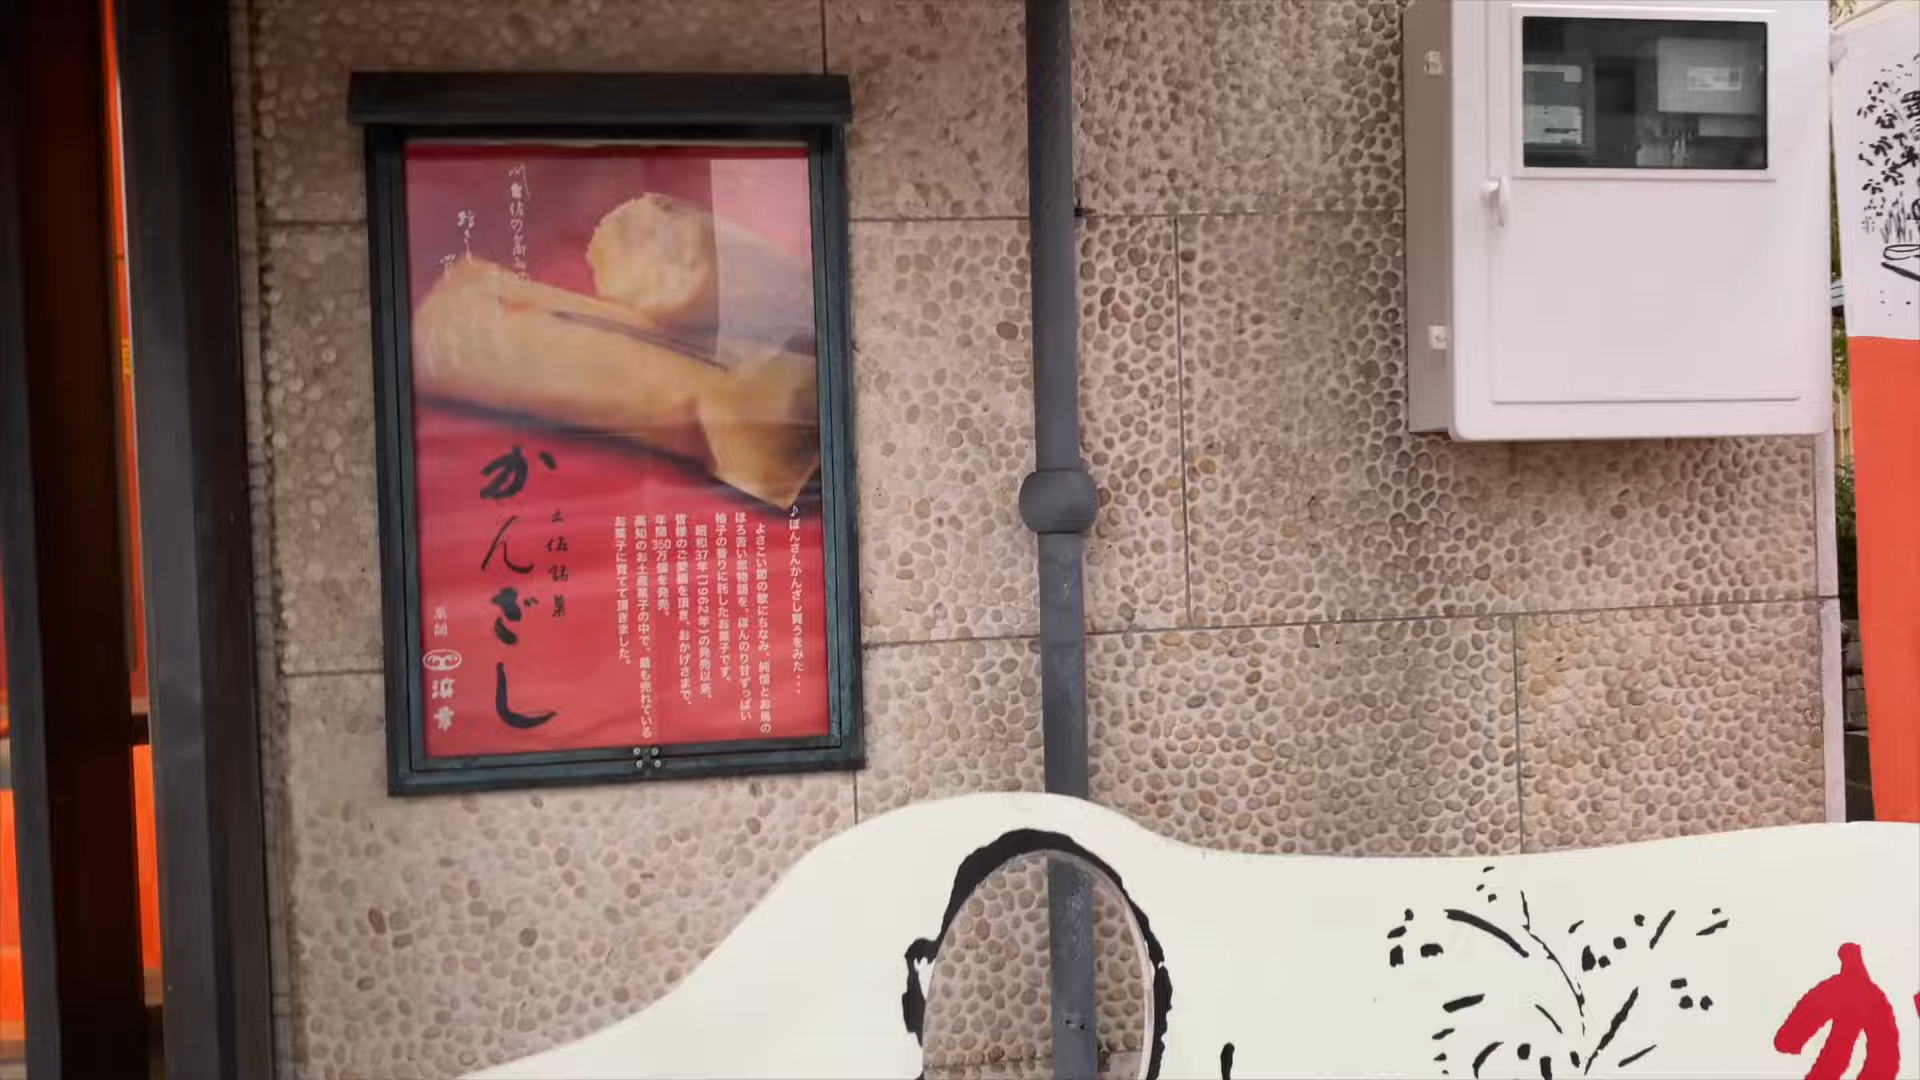 土佐の高知の
かんざし
土佐銘菓
♪ぼんさんかんざし買うをみた・・・
よさこい節の歌にちなみ、純信とお馬の
ほろ苦い恋物語を、ほんのり甘ずっぱい
柚子の香りに託したお菓子です。
昭和37年(1962年)の発売以来、
皆様のご愛顧を頂き、おかげさまで、
年間350万個を発売。
高知のお土産菓子の中で、最も売れている
お菓子に育てて頂きました。
菓舗
浜幸
か